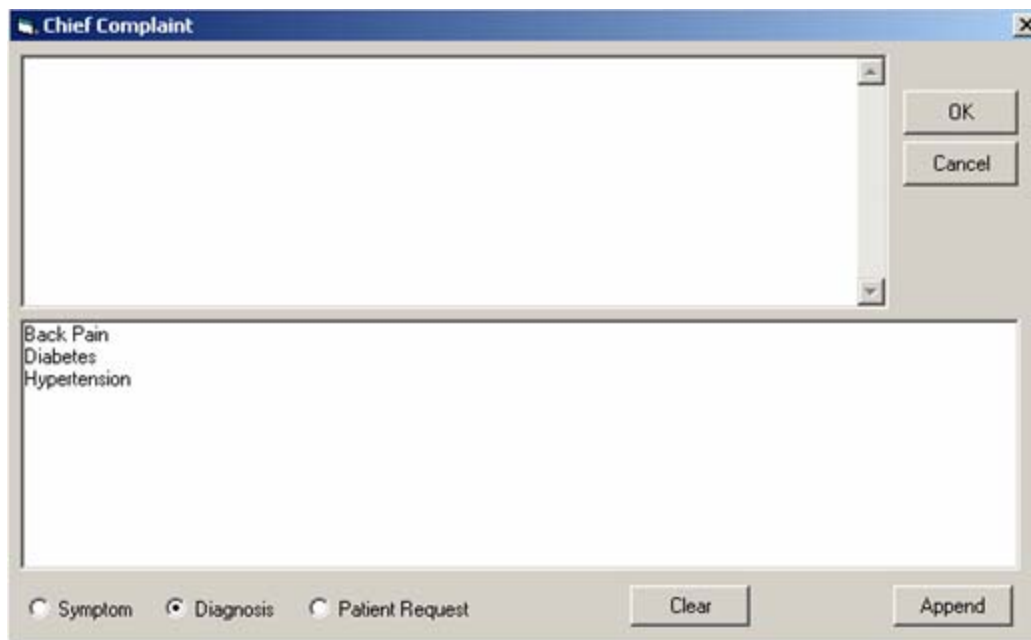 Chief Complaint
OK
Cancel
Back Pain
Diabetes
Hypertension
Symptom Diagnosis Patient Request Clear Append